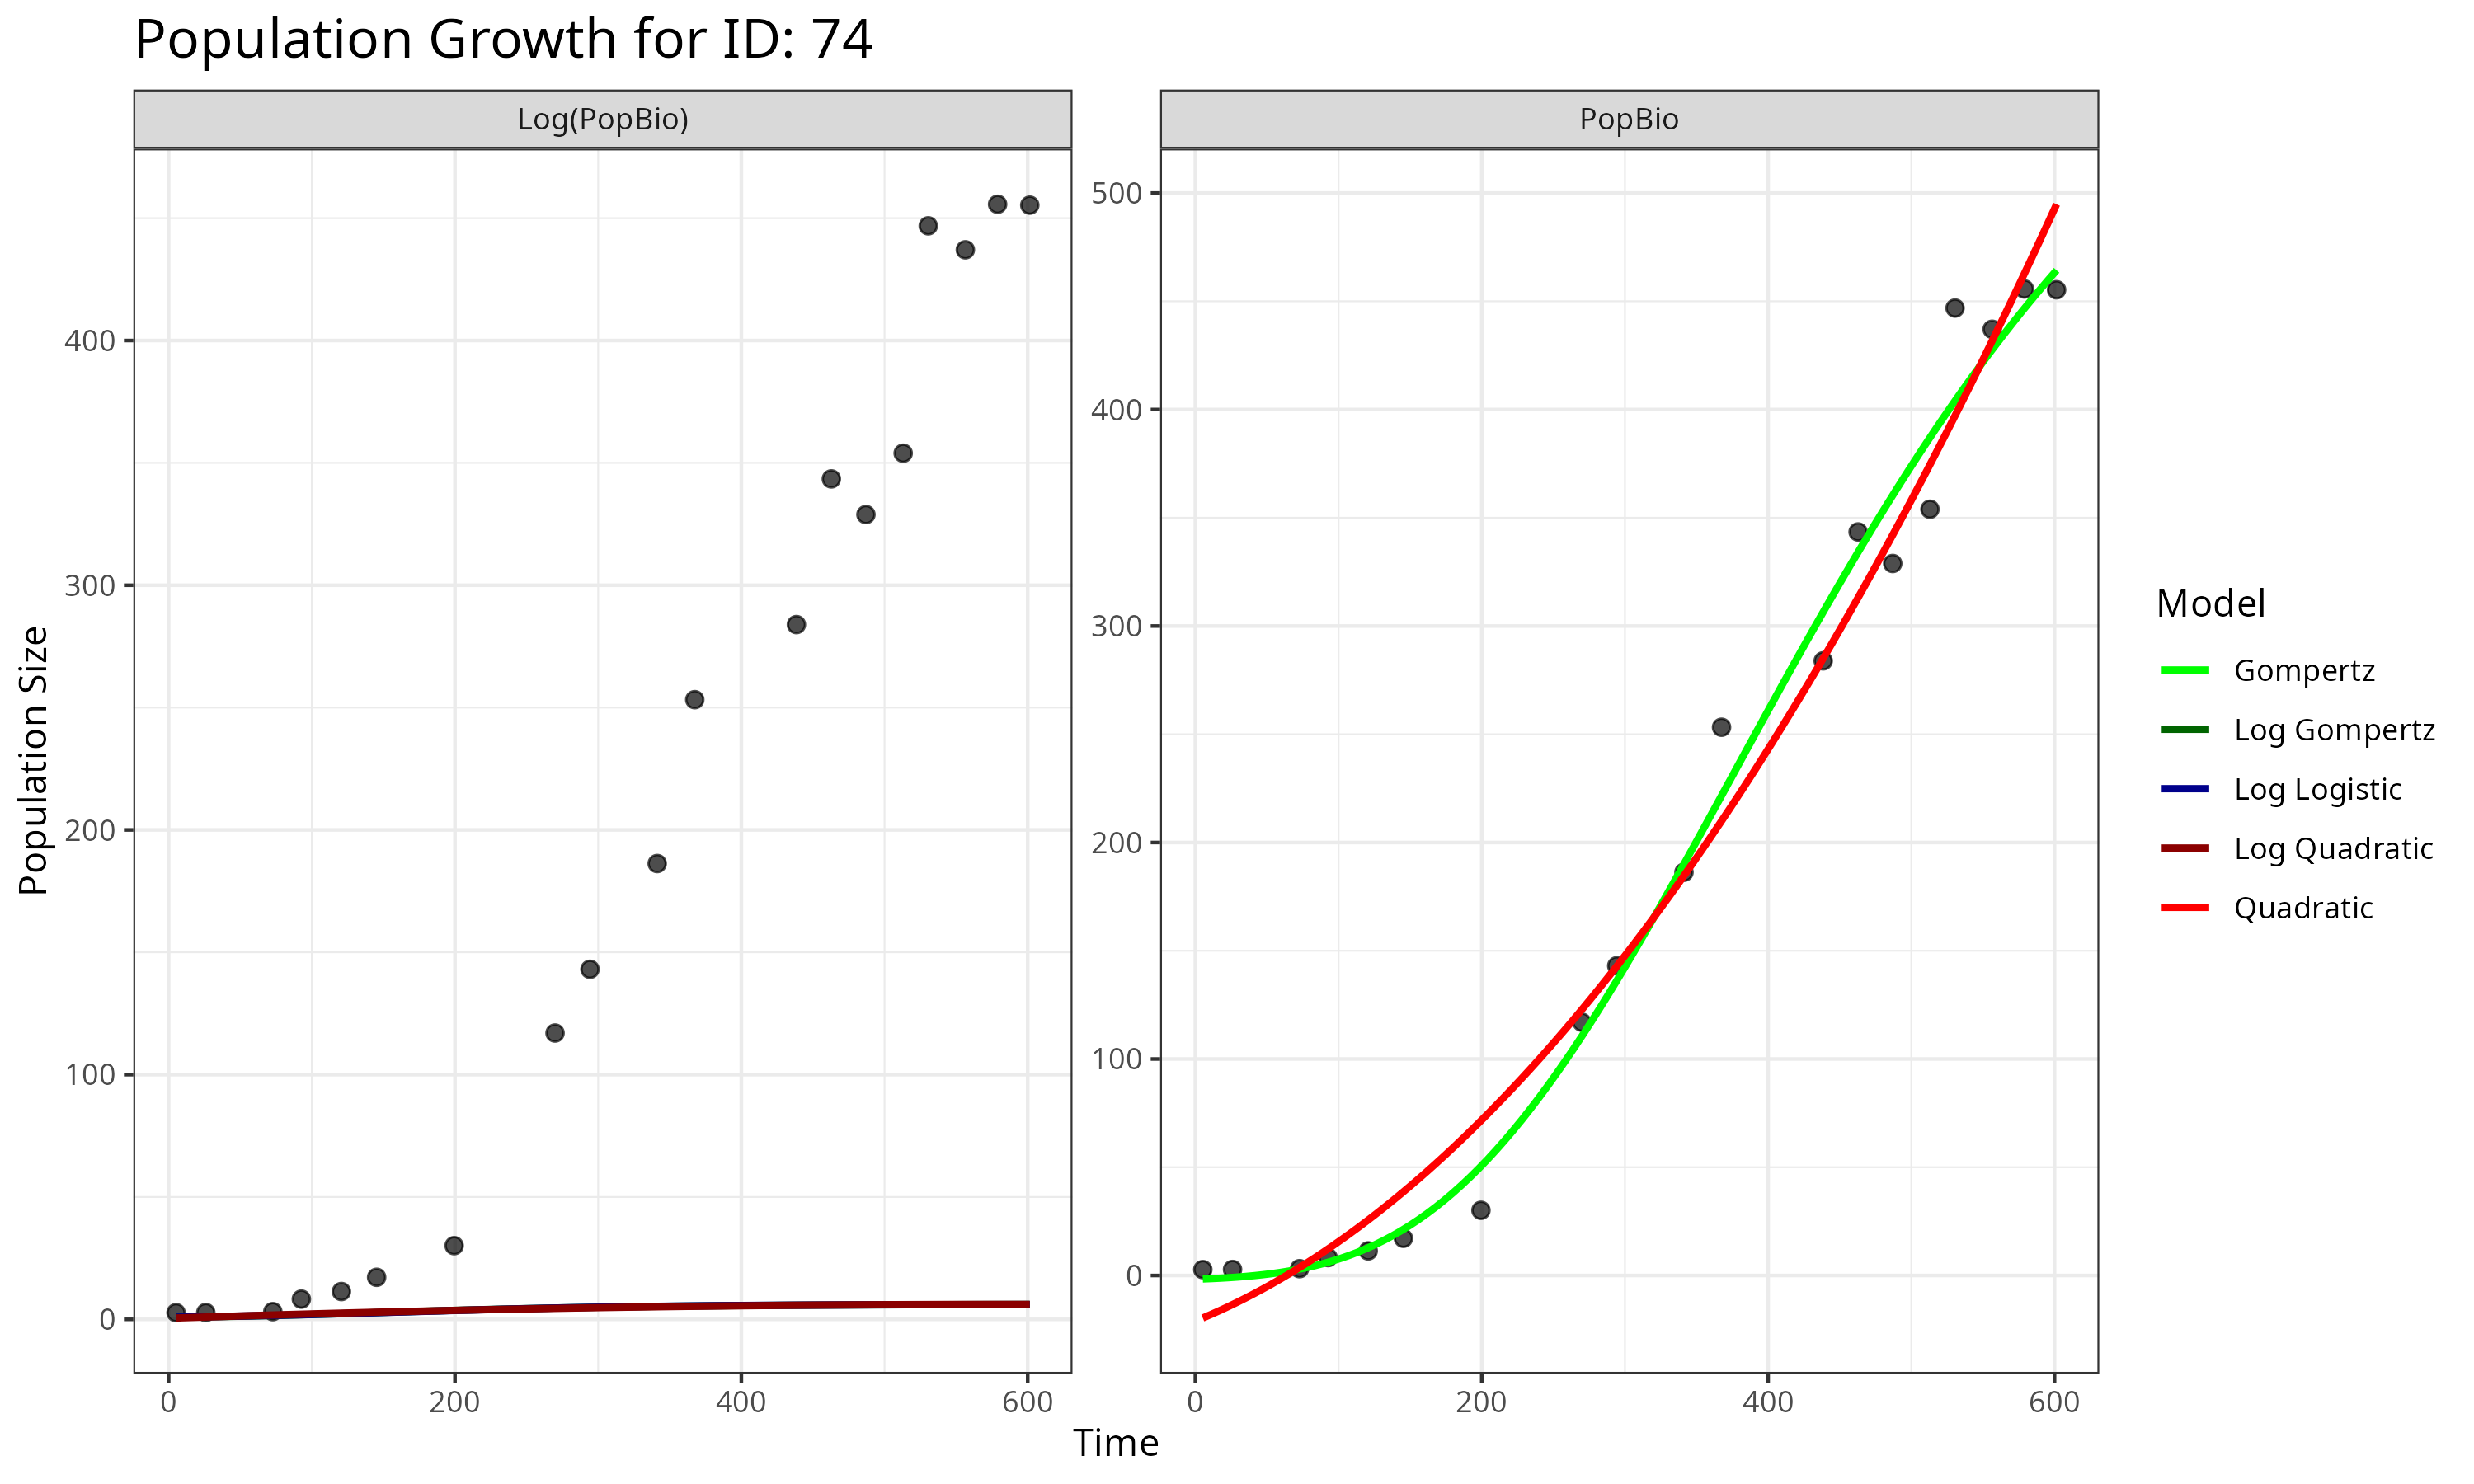 Population Growth for ID: 74
Log(PopBio)
PopBio
Population Size
400
300
200
100
0
500
400
300
200
100
0
0
200
400
600
0
200
400
600
Time
Model
Gompertz
Log Gompertz
Log Logistic
Log Quadratic
Quadratic